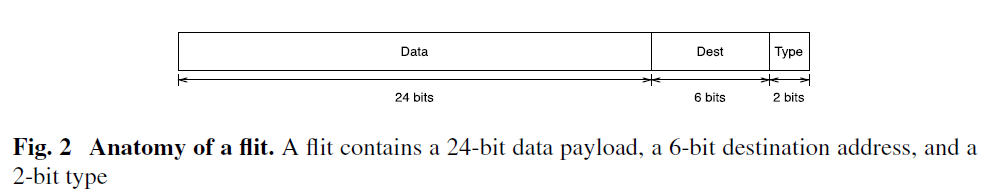 Data Dest Type
24 bits 6 bits 2 bits
Fig. 2 Anatomy of a flit. A flit contains a 24-bit data payload, a 6-bit destination address, and a
2-bit type